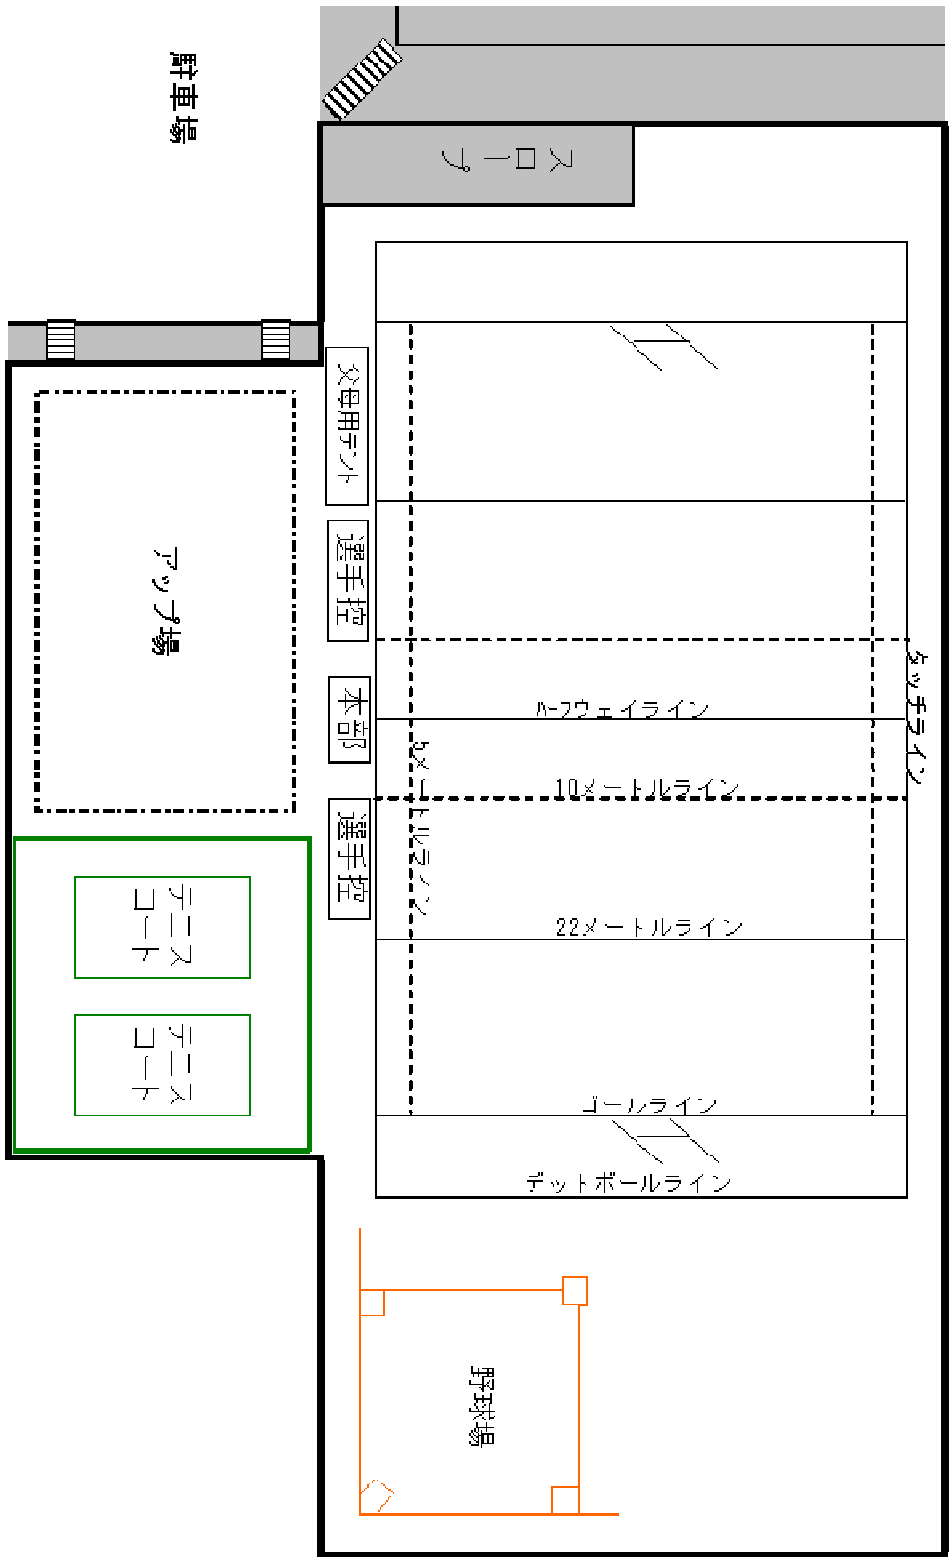 駐車場
スロープ
父母用テント
選手控
アップ場
タッチライン
本部
ハーフウェイライン
5メートルライン
10メートルライン
選手控
テニス
コート
22メートルライン
テニス
コート
ゴールライン
デットボールライン
野球場